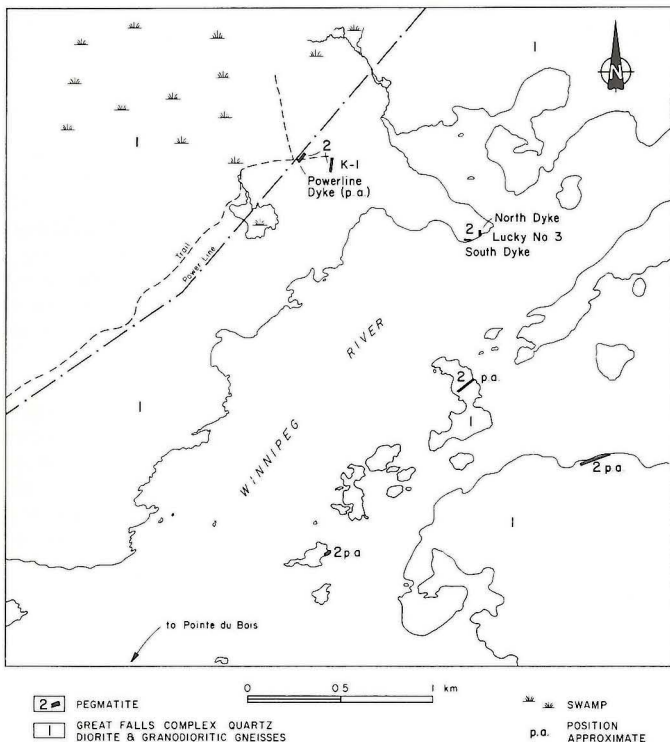 1
N
1
2
K-1
Powerline
Dyke (p.a.)
North Dyke
2
Lucky No 3
South Dyke
Trail
Power Line
RIVER
WINNIPEG
2 p.a.
1
1
2 p.a
1
2 p.a
to Pointe du Bois
0 0 5 1 km
2 PEGMATITE
SWAMP
1 GREAT FALLS COMPLEX QUARTZ
DIORITE & GRANODIORITIC GNEISSES
p.a. POSITION
APPROXIMATE